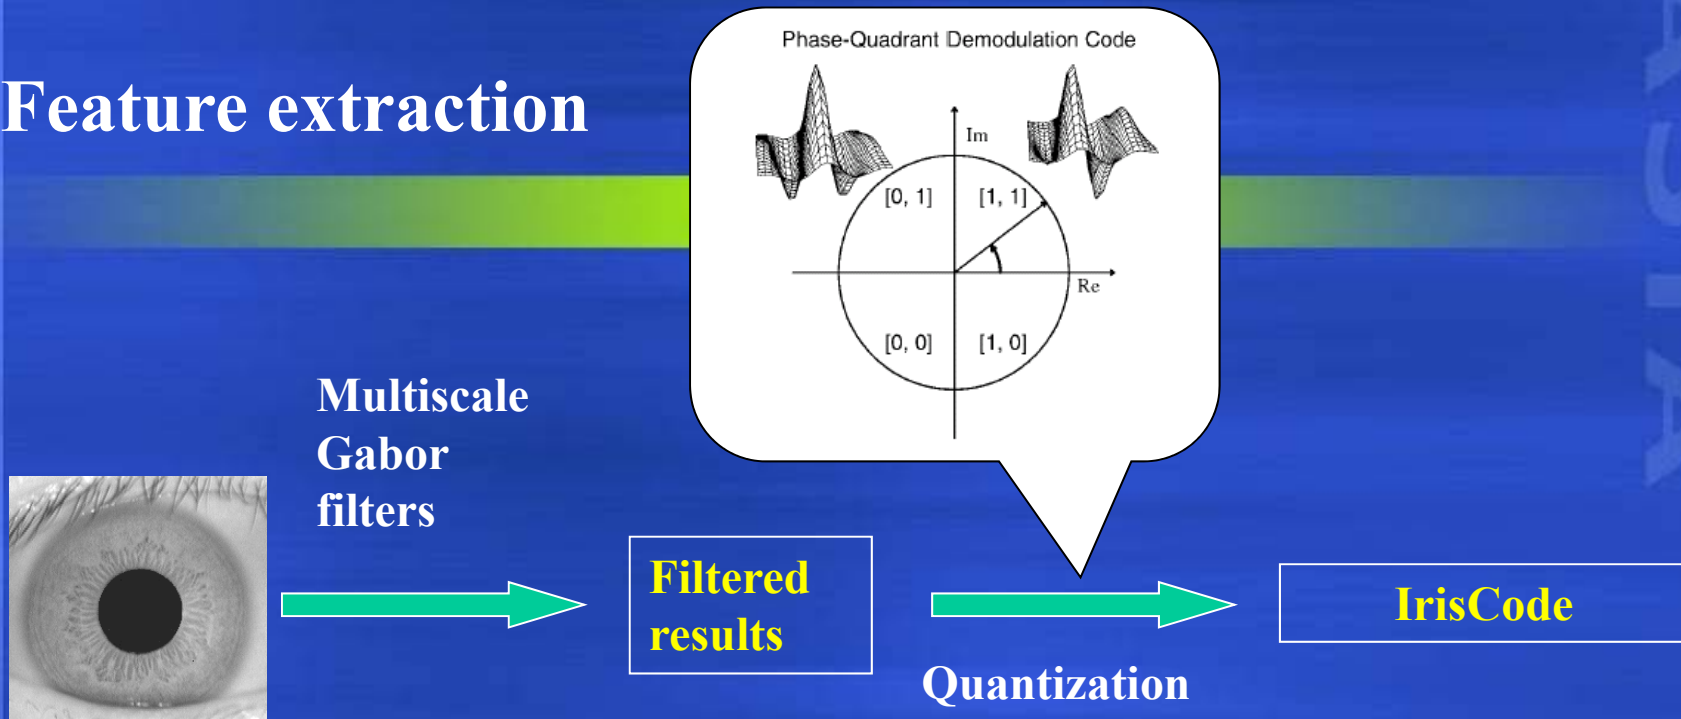 Phase-Quadrant Demodulation Code
Feature extraction
Im
[0, 1] [1, 1]
Re
[0, 0] [1, 0]
Multiscale
Gabor
filters
Filtered
results
IrisCode
Quantization